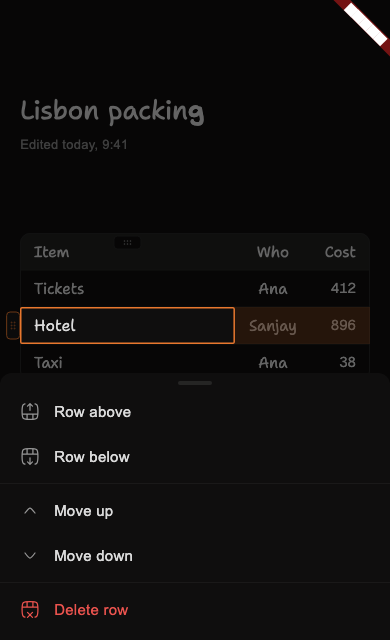 Lisbon packing
Edited today, 9:41
Item Who Cost
Tickets Ana 412
Hotel Sanjay 896
Taxi Ana 38
Row above
Row below
Move up
Move down
Delete row